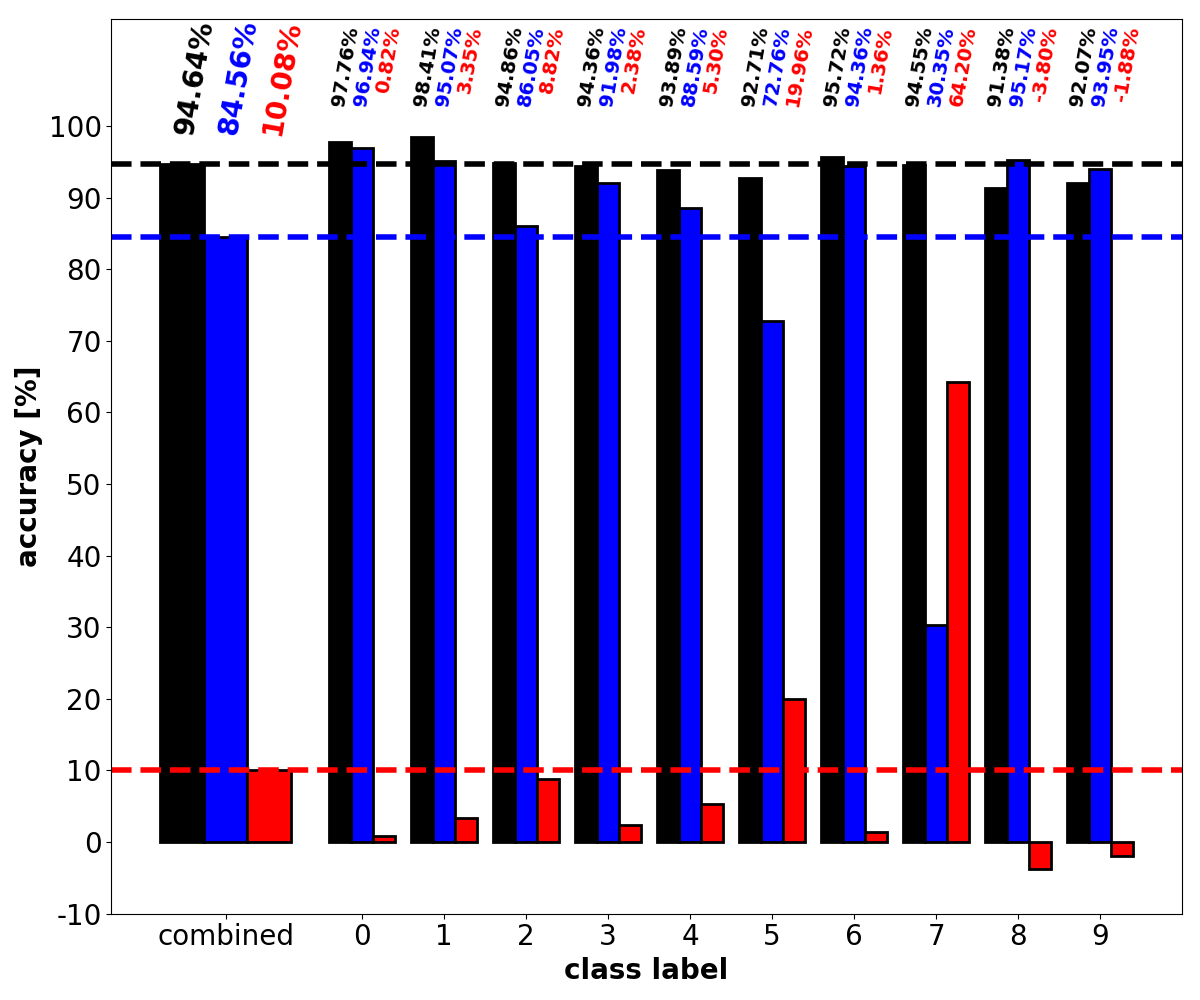 94.64% 84.56% 10.08%
97.76% 96.94% 0.82%
98.41% 95.07% 3.35%
94.86% 86.05% 8.82%
94.36% 91.98% 2.38%
93.89% 88.59% 5.30%
92.71% 72.76% 19.96%
95.72% 94.36% 1.36%
94.55% 30.35% 64.20%
91.38% 95.17% -3.80%
92.07% 93.95% -1.88%
100
90
80
70
60
50
40
30
20
10
0
-10
accuracy [%]
combined 0 1 2 3 4 5 6 7 8 9
class label